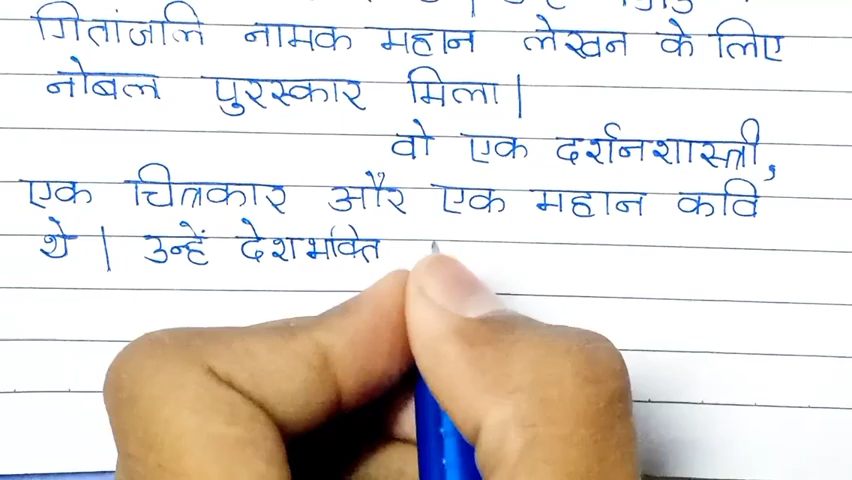 गितांजलि नामक महान लेखन के लिए
नोबल पुरस्कार मिला|
वो एक दर्शनशास्त्री,
एक चित्रकार और एक महान कवि
थे | उन्हें देशभक्ति